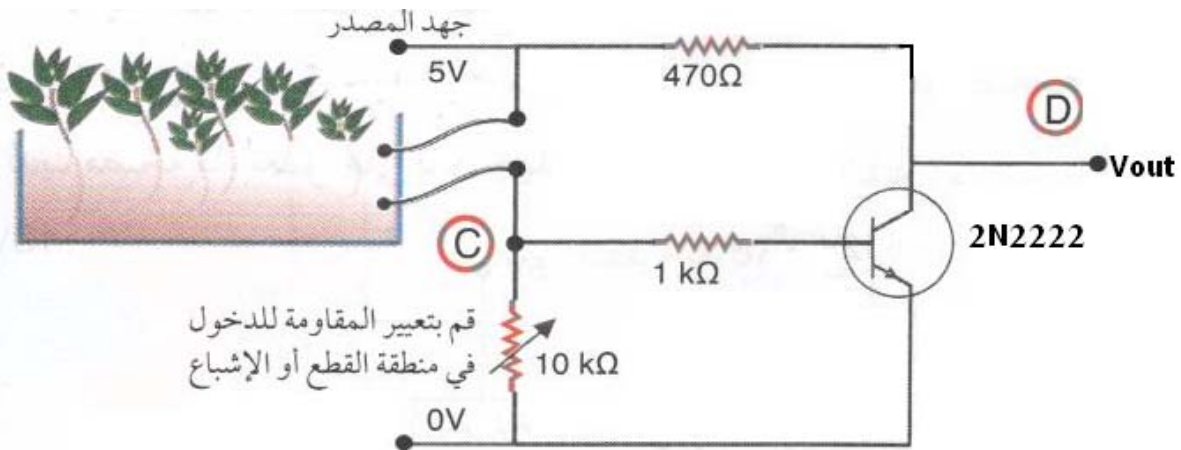 جهد المصدر
5V
470Ω
D
Vout
C
1 kΩ
2N2222
قم بتعيير المقاومة للدخول
في منطقة القطع أو الإشباع
10 kΩ
0V